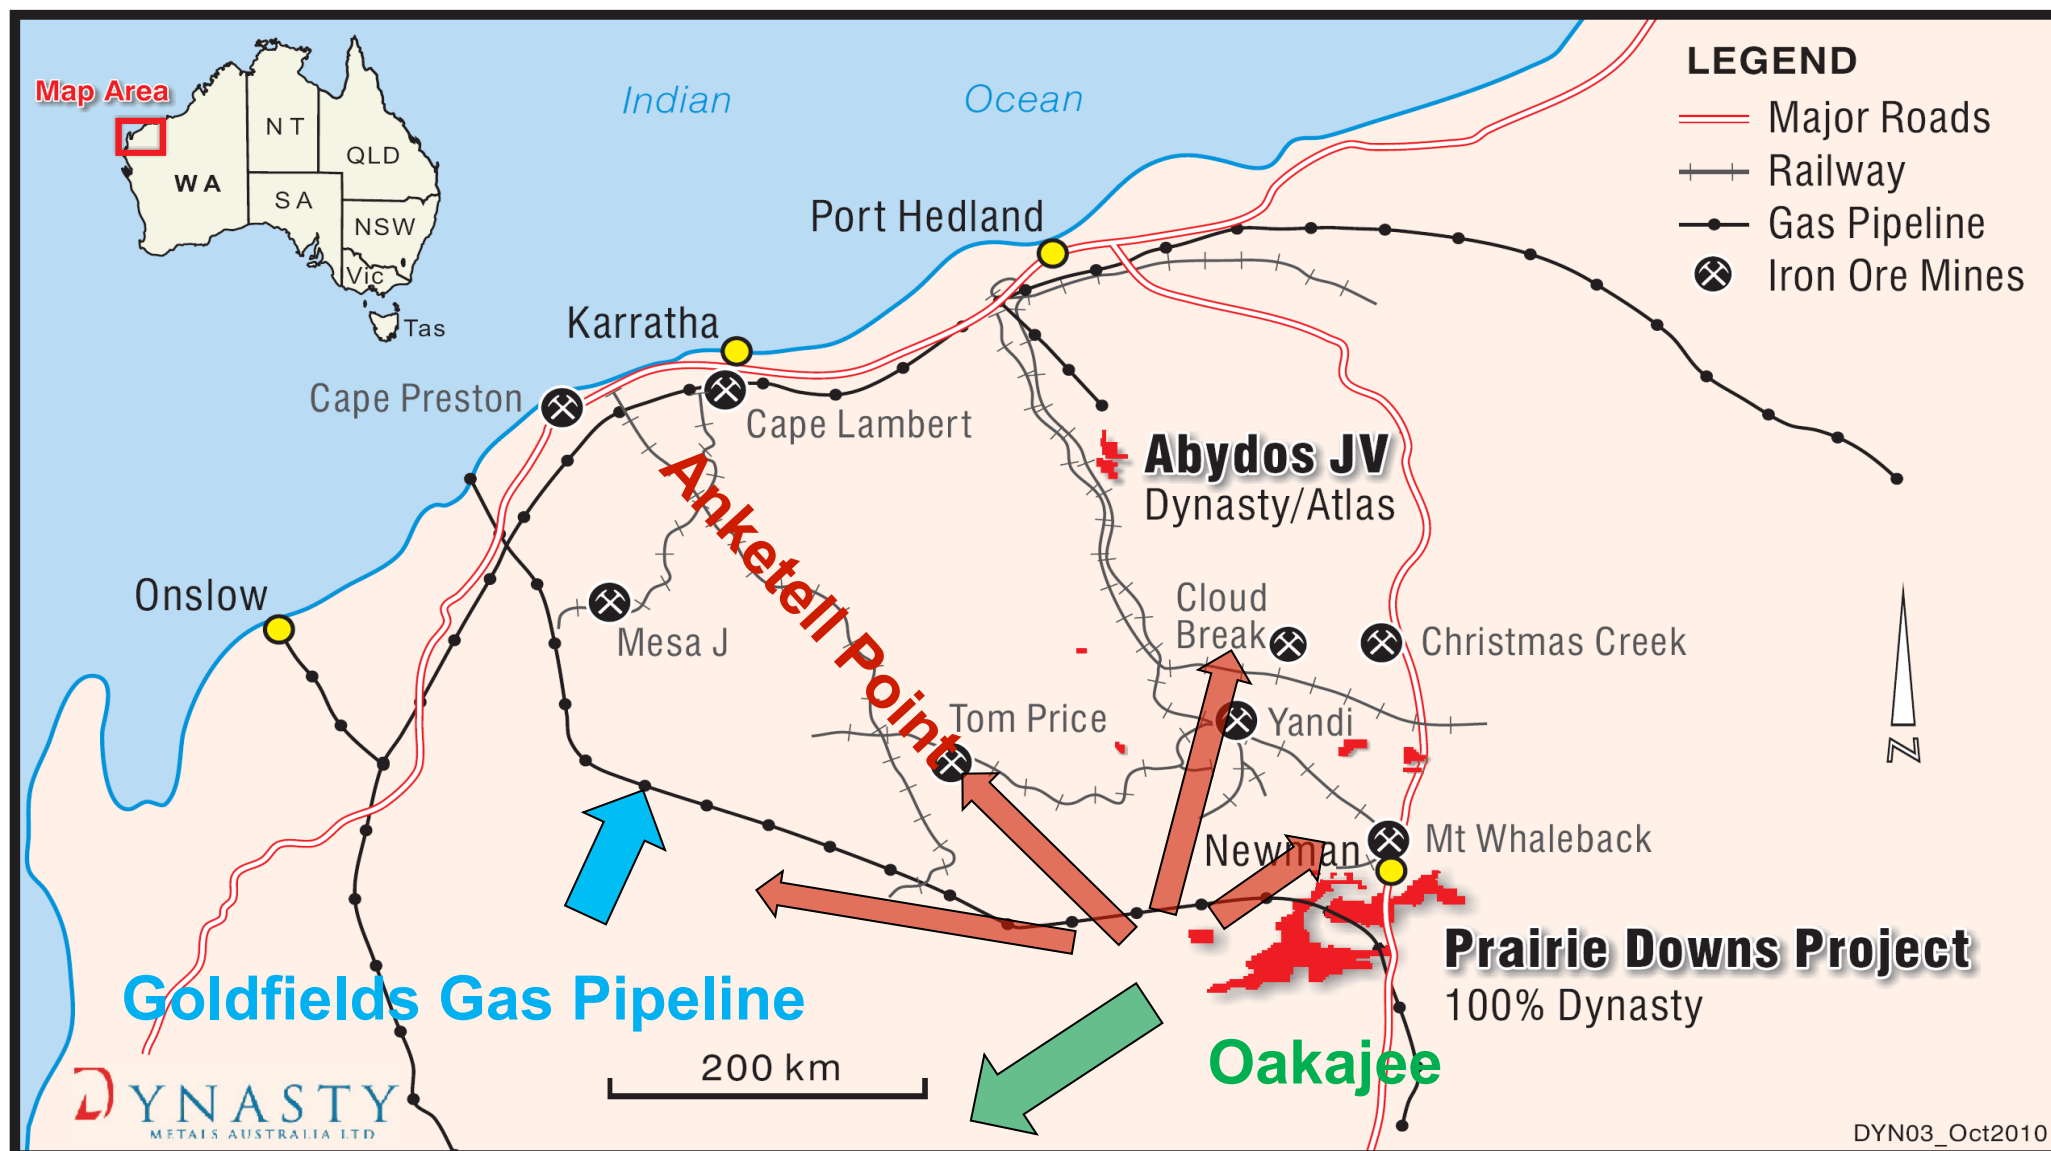 Map Area
NT
QLD
WA
SA
NSW
Vic
Tas
Indian Ocean
LEGEND
Major Roads
Railway
Gas Pipeline
Iron Ore Mines
Port Hedland
Karratha
Cape Preston
Cape Lambert
Anketell Point
Abydos JV
Dynasty/Atlas
Onslow
Mesa J
Cloud
Break
Christmas Creek
Tom Price
Yandi
Newman
Mt Whaleback
Prairie Downs Project
100% Dynasty
Goldfields Gas Pipeline
Oakajee
200 km
N
DYNASTY
METALS AUSTRALIA LTD
DYN03_Oct2010